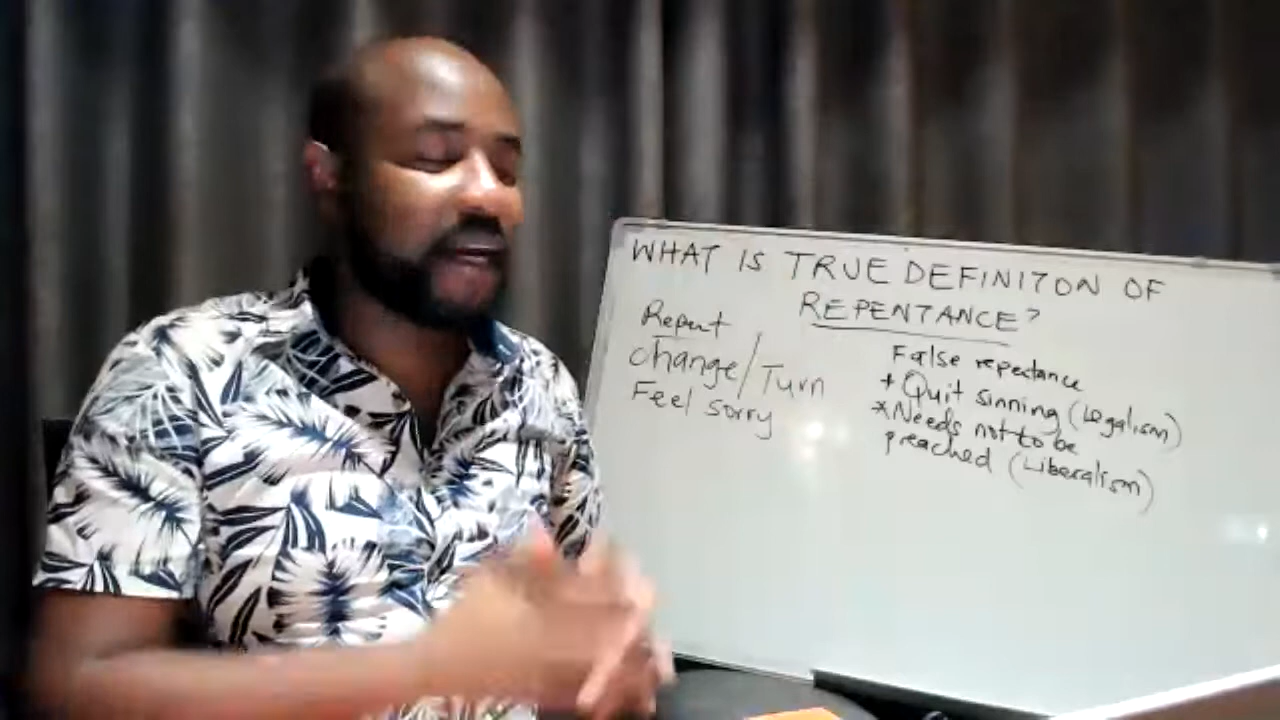 WHAT IS TRUE DEFINITON OF
REPENTANCE?
Repent
change/Turn
Feel sorry
False repectance
+ Quit sinning (Legalism)
* Needs not to be
preached (Liberalism)